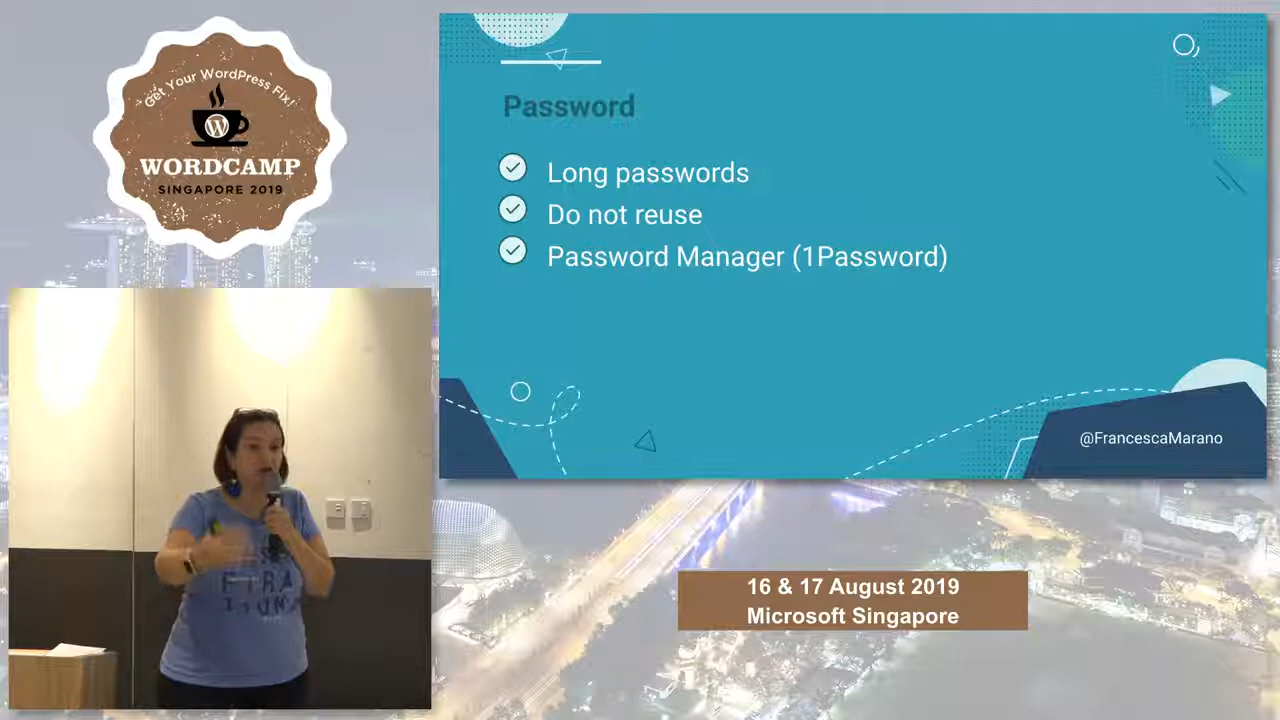 Get Your WordPress Fix!
WORDCAMP
SINGAPORE 2019
Password
Long passwords
Do not reuse
Password Manager (1Password)
@FrancescaMarano
16 & 17 August 2019
Microsoft Singapore